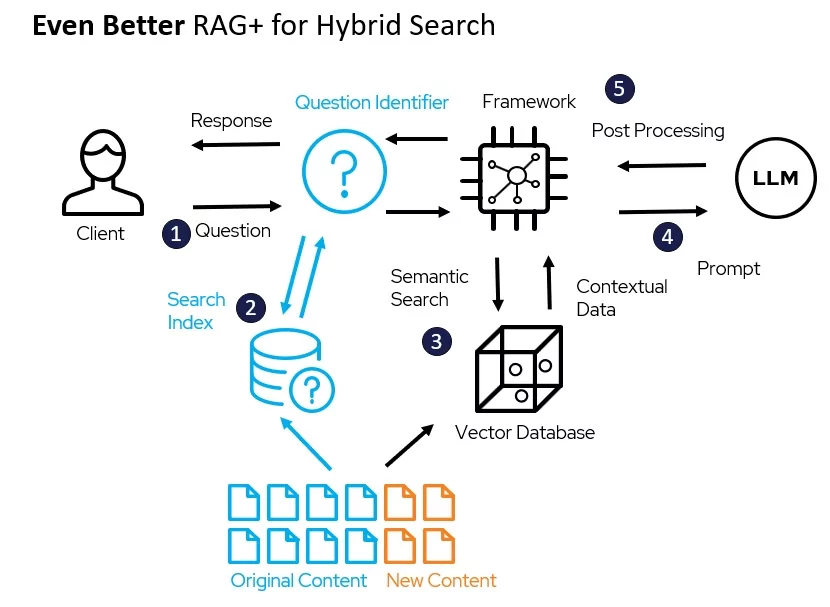 Even Better RAG+ for Hybrid Search
Question Identifier
Framework
5
Response
Post Processing
?
LLM
Client
1
Question
4
Prompt
Search
Index
2
Semantic
Search
Contextual
Data
3
?
Vector Database
Original Content
New Content